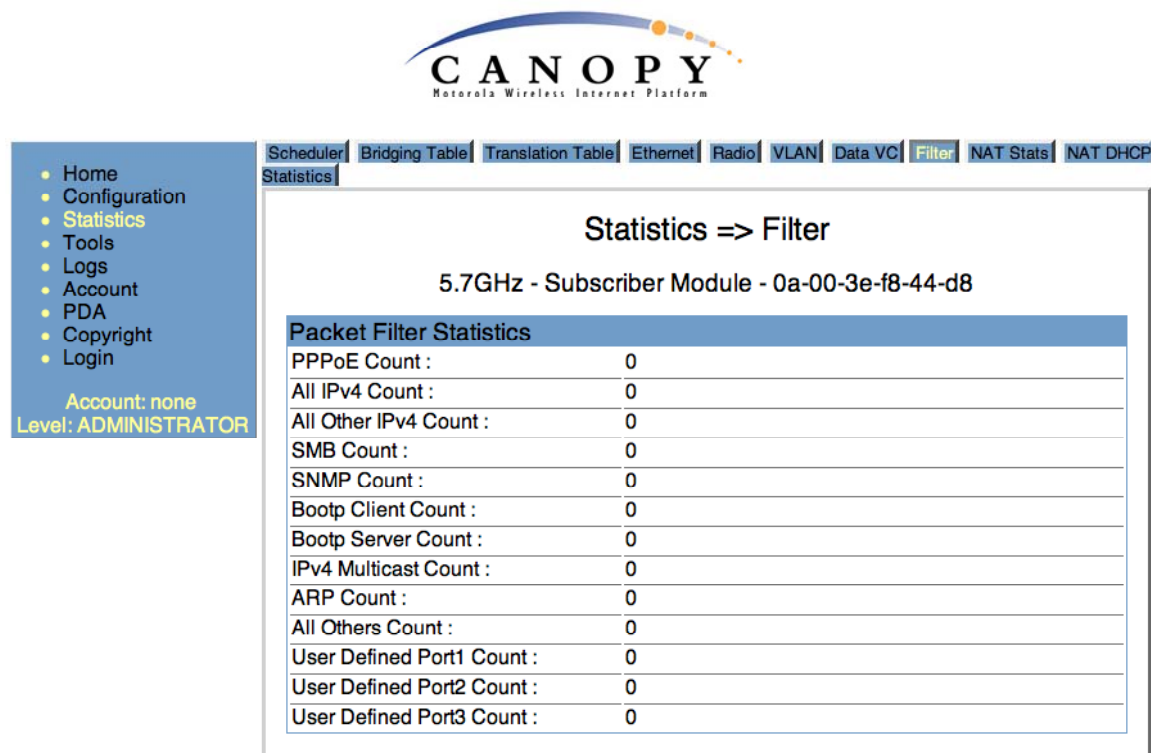 CANOPY
Motorola Wireless Internet Platform
Home
Configuration
Statistics
Tools
Logs
Account
PDA
Copyright
Login
Account: none
Level: ADMINISTRATOR
Scheduler Bridging Table Translation Table Ethernet Radio VLAN Data VC Filter NAT Stats NAT DHCP
Statistics
Statistics => Filter
5.7GHz - Subscriber Module - 0a-00-3e-f8-44-d8
Packet Filter Statistics
PPPoE Count : 0
All IPv4 Count : 0
All Other IPv4 Count : 0
SMB Count : 0
SNMP Count : 0
Bootp Client Count : 0
Bootp Server Count : 0
IPv4 Multicast Count : 0
ARP Count : 0
All Others Count : 0
User Defined Port1 Count : 0
User Defined Port2 Count : 0
User Defined Port3 Count : 0